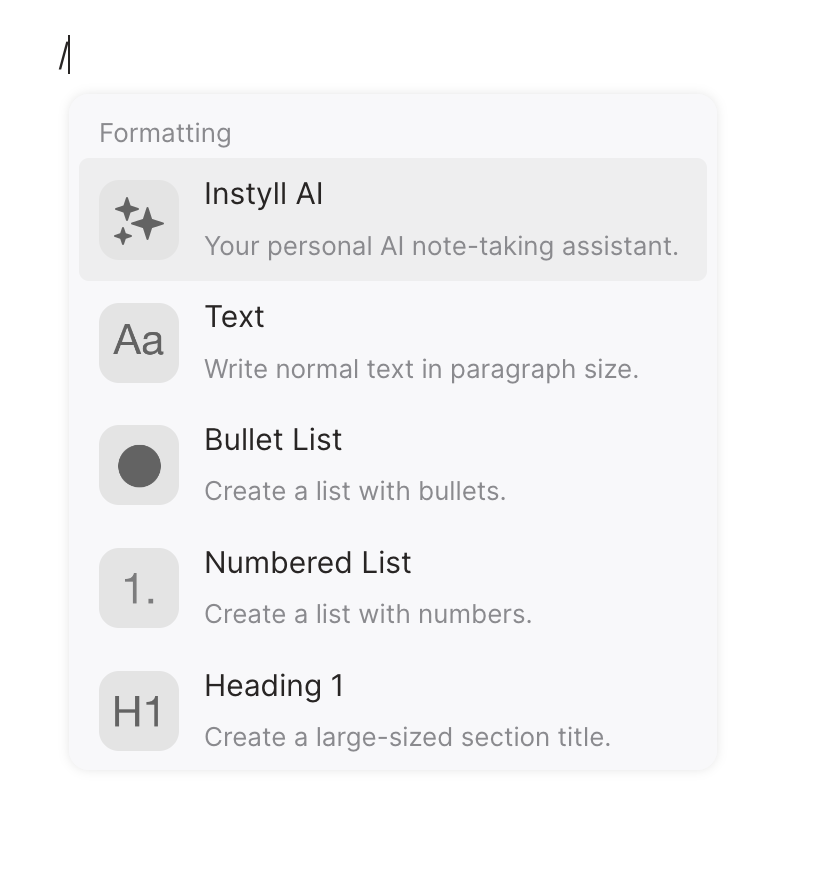 /
Formatting
Instyll AI
Your personal AI note-taking assistant.
Aa
Text
Write normal text in paragraph size.
Bullet List
Create a list with bullets.
1.
Numbered List
Create a list with numbers.
H1
Heading 1
Create a large-sized section title.